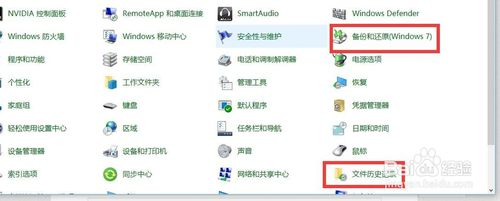 NVIDIA 控制面板 RemoteApp 和桌面连接 SmartAudio Windows Defender
Windows 防火墙 Windows 移动中心 安全性与维护 备份和还原(Windows 7)
程序和功能 存储空间 电话和调制解调器 电源选项
个性化 工作文件夹 管理工具 恢复
家庭组 键盘 默认程序 凭据管理器
轻松使用设置中心 区域 任务栏和导航 日期和时间
设备管理器 设备和打印机 声音 鼠标
索引选项 同步中心 网络和共享中心 文件历史记录
Bai 经验